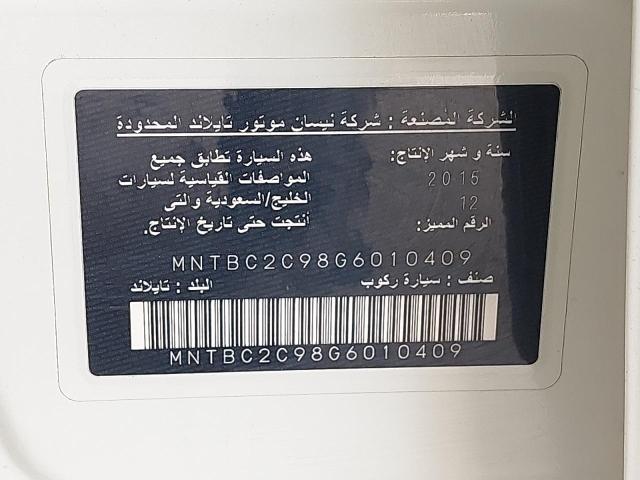 الشركة المصنعة : شركة نيسان موتور تايلاند المحدودة
سنة و شهر الإنتاج: هذه السيارة تطابق جميع
2015 المواصفات القياسية لسيارات
12 الخليج/السعودية والتى
الرقم المميز: أنتجت حتى تاريخ الإنتاج.
MNTBC2C98G6010409
صنف : سيارة ركوب البلد : تايلاند
MNTBC2C98G6010409